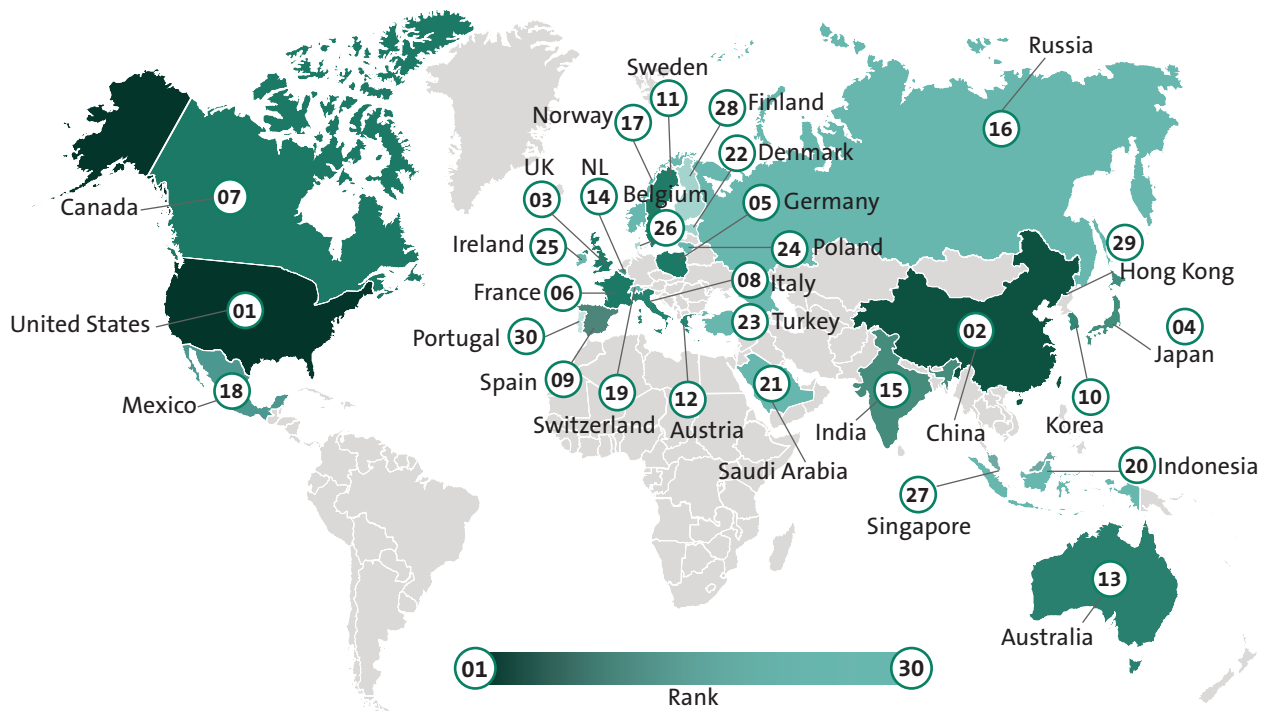 Russia
16
Sweden
11
Norway
17
28
Finland
22
Denmark
UK
03
NL
14
Belgium
26
05
Germany
Canada
07
Ireland
25
24
Poland
29
Hong Kong
France
06
08
Italy
United States
01
Portugal
30
23
Turkey
02
04
Japan
Spain
09
19
Switzerland
12
Austria
21
Saudi Arabia
15
India
China
10
Korea
18
Mexico
20
Indonesia
27
Singapore
13
Australia
01
30
Rank